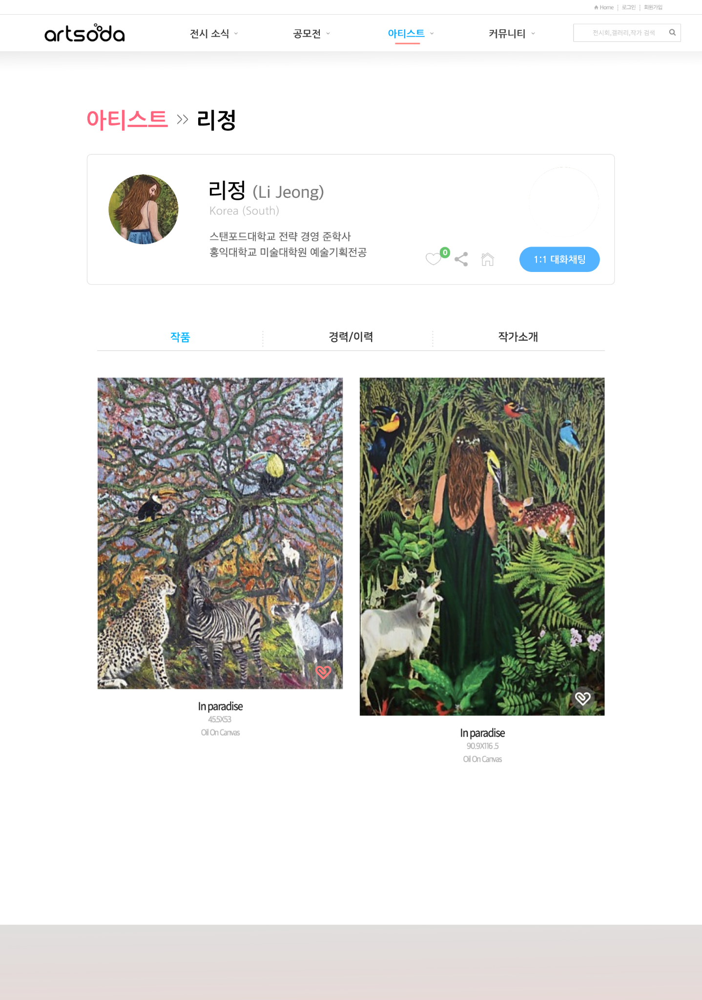 Home 로그인 회원가입
artsoda 전시 소식 공모전 아티스트 커뮤니티 전시회,갤러리,작가 검색
아티스트 >> 리정
리정 (Li Jeong)
Korea (South)
스탠포드대학교 전략 경영 준학사
홍익대학교 미술대학원 예술기획전공
0
1:1 대화채팅
작품 경력/이력 작가소개
In paradise
45.5X53
Oil On Canvas
In paradise
90.9X116 .5
Oil On Canvas